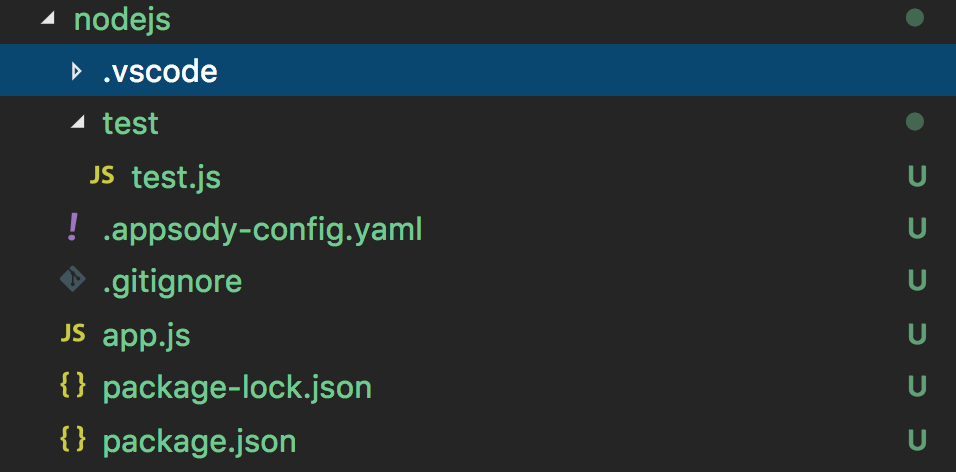 nodejs
.vscode
test
JS test.js U
! .appsody-config.yaml U
.gitignore U
JS app.js U
{ } package-lock.json U
{ } package.json U